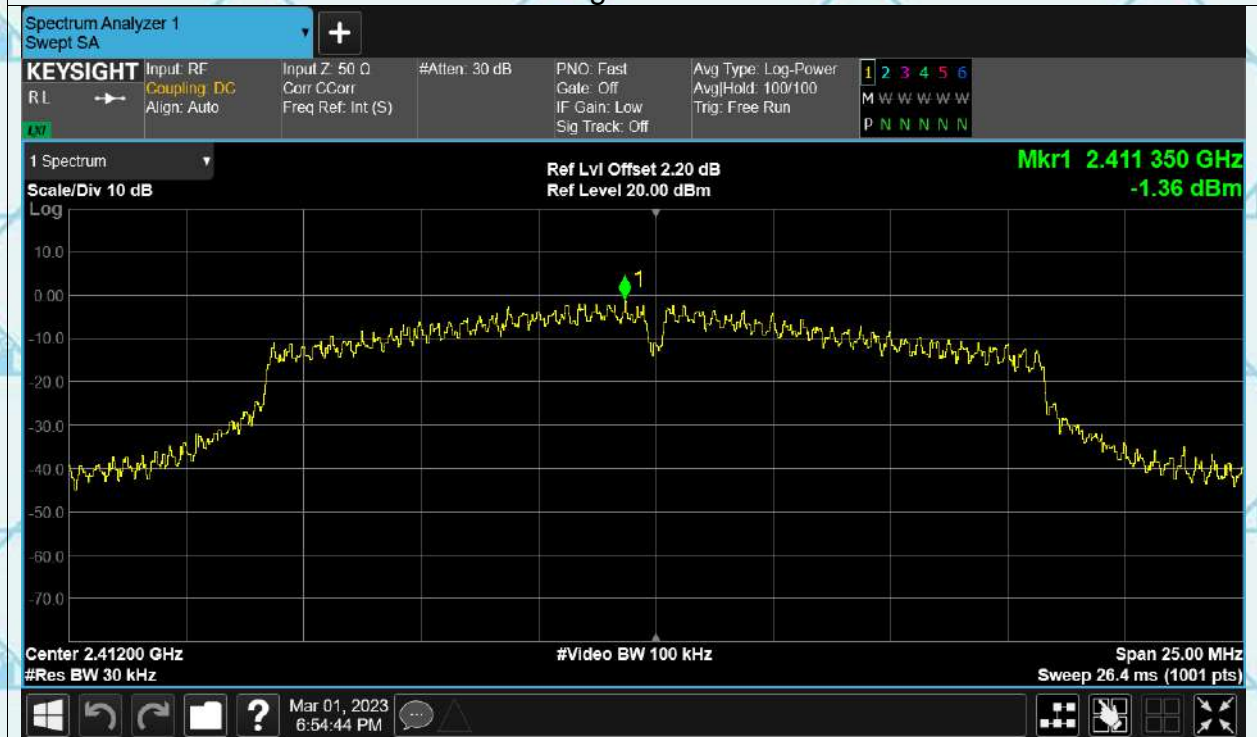 Spectrum Analyzer 1
Swept SA
+
KEYSIGHT
RL
LXI
Input: RF
Coupling: DC
Align: Auto
Input Z: 50 Ω
Corr CCorr
Freq Ref: Int (S)
#Atten: 30 dB
PNO: Fast
Gate: Off
IF Gain: Low
Sig Track: Off
Avg Type: Log-Power
Avg|Hold: 100/100
Trig: Free Run
1 2 3 4 5 6
M W W W W W
P N N N N N
1 Spectrum
Scale/Div 10 dB
Log
Ref Lvl Offset 2.20 dB
Ref Level 20.00 dBm
Mkr1 2.411 350 GHz
-1.36 dBm
1
10.0
0.00
-10.0
-20.0
-30.0
-40.0
-50.0
-60.0
-70.0
Center 2.41200 GHz
#Res BW 30 kHz
#Video BW 100 kHz
Span 25.00 MHz
Sweep 26.4 ms (1001 pts)
?
Mar 01, 2023
6:54:44 PM